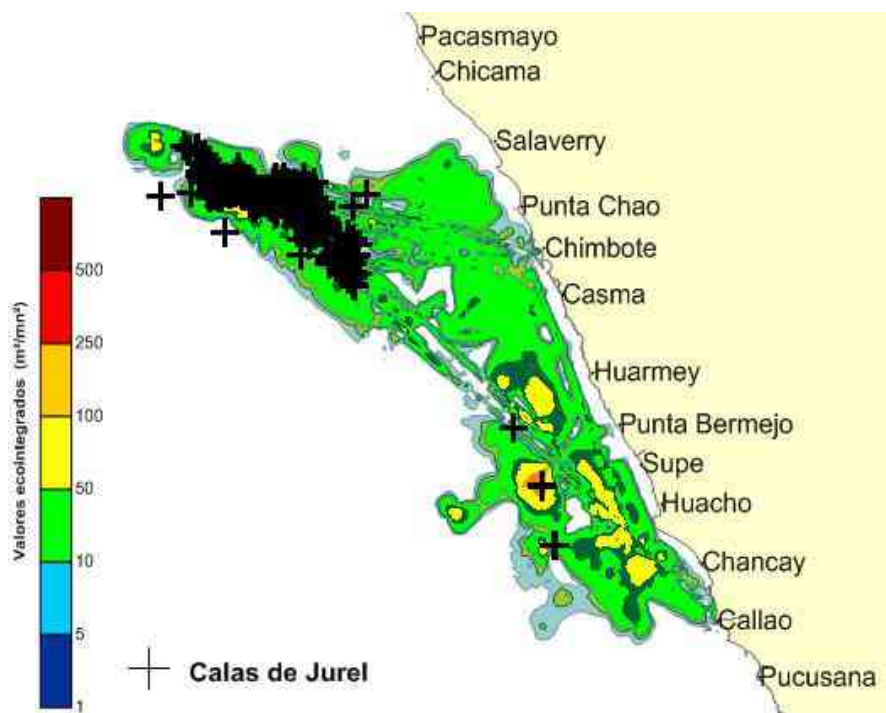 Pacasmayo
Chicama
Salaverry
Punta Chao
Chimbote
Casma
Huarmey
Punta Bermejo
Supe
Huacho
Chancay
Callao
Pucusana
Valores ecointegrados (m²/mn²)
500
250
100
50
10
5
1
Calas de Jurel